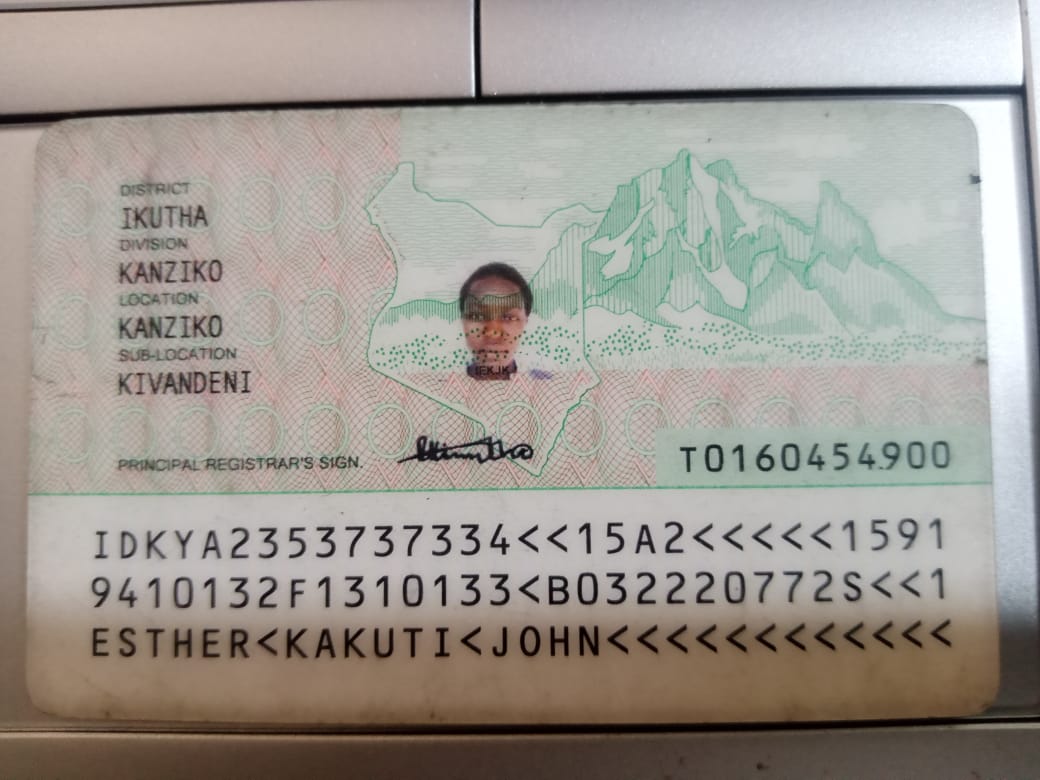 DISTRICT
IKUTHA
DIVISION
KANZIKO
LOCATION
KANZIKO
SUB-LOCATION
KIVANDENI
PRINCIPAL REGISTRAR'S SIGN.
T0160454900
IDKYA2353737334<<15A2<<<<<1591
9410132F1310133<B032220772S<<1
ESTHER<KAKUTI<JOHN<<<<<<<<<<<<